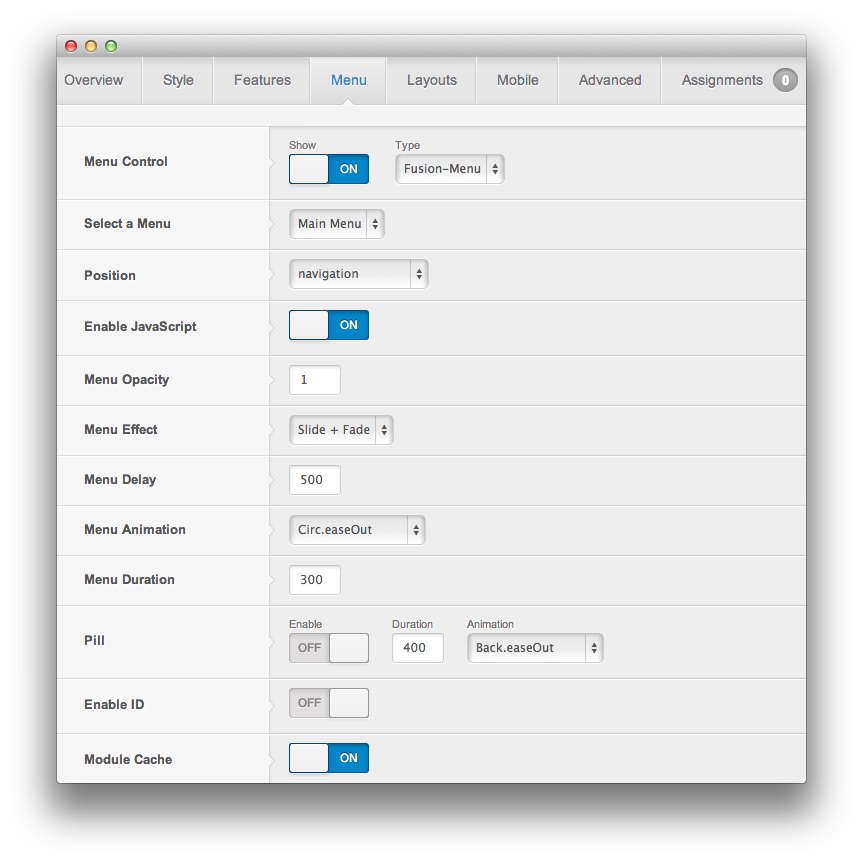 Overview Style Features Menu Layouts Mobile Advanced Assignments 0
Show Type
Menu Control ON Fusion-Menu
Select a Menu Main Menu
Position navigation
Enable JavaScript ON
Menu Opacity 1
Menu Effect Slide + Fade
Menu Delay 500
Menu Animation Circ.easeOut
Menu Duration 300
Enable Duration Animation
Pill OFF 400 Back.easeOut
Enable ID OFF
Module Cache ON